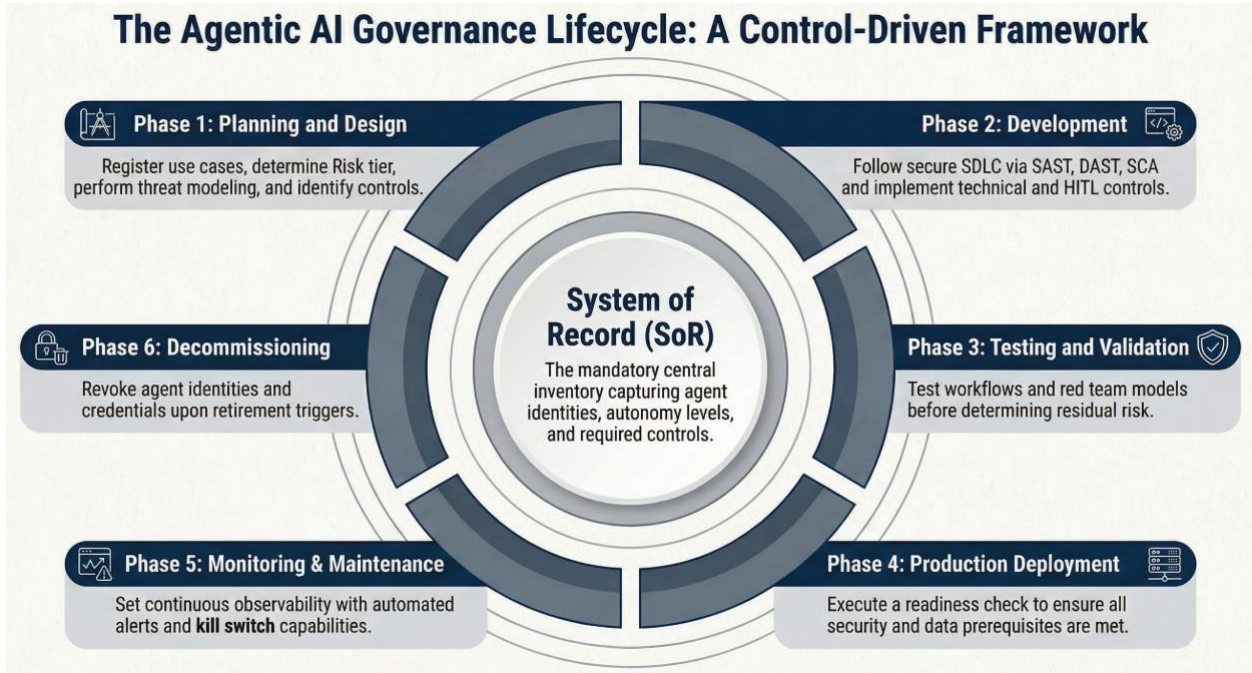 The Agentic AI Governance Lifecycle: A Control-Driven Framework
Phase 1: Planning and Design
Register use cases, determine Risk tier,
perform threat modeling, and identify controls.
Phase 2: Development
Follow secure SDLC via SAST, DAST, SCA
and implement technical and HITL controls.
System of
Record (SoR)
The mandatory central
inventory capturing agent
identities, autonomy levels,
and required controls.
Phase 3: Testing and Validation
Test workflows and red team models
before determining residual risk.
Phase 4: Production Deployment
Execute a readiness check to ensure all
security and data prerequisites are met.
Phase 5: Monitoring & Maintenance
Set continuous observability with automated
alerts and kill switch capabilities.
Phase 6: Decommissioning
Revoke agent identities and
credentials upon retirement triggers.